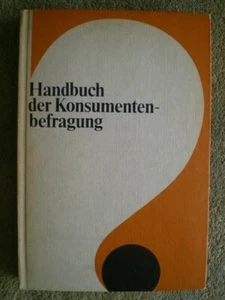 Handbuch
der Konsumenten-
befragung